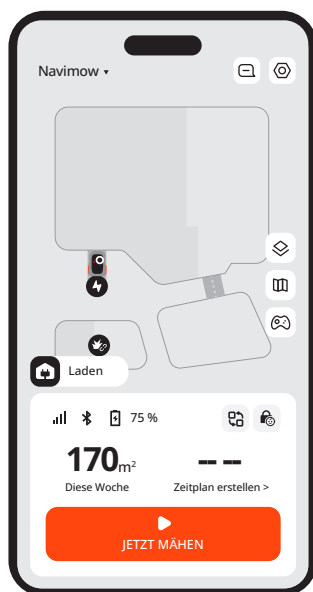 Navimow ▾
Laden
75 %
170m²
-- --
Diese Woche
Zeitplan erstellen >
JETZT MÄHEN